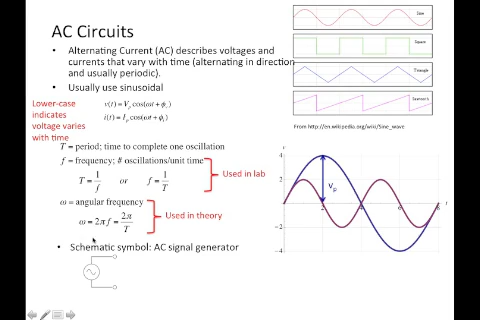 AC Circuits
• Alternating Current (AC) describes voltages and
currents that vary with time (alternating in direction
and usually periodic).
• Usually use sinusoidal
Lower-case
indicates
voltage varies
with time
v(t) = Vₚ cos(ωt + ϕᵥ)
i(t) = Iₚ cos(ωt + ϕᵢ)
T = period; time to complete one oscillation
f = frequency; # oscillations/unit time
T = 1/f or f = 1/T
Used in lab
ω = angular frequency
ω = 2πf = 2π/T
Used in theory
• Schematic symbol: AC signal generator
Sine
Square
Triangle
Sawtooth
From http://en.wikipedia.org/wiki/Sine_wave
v
4
2
Vₚ
2 4 6 8
t
−2
−4